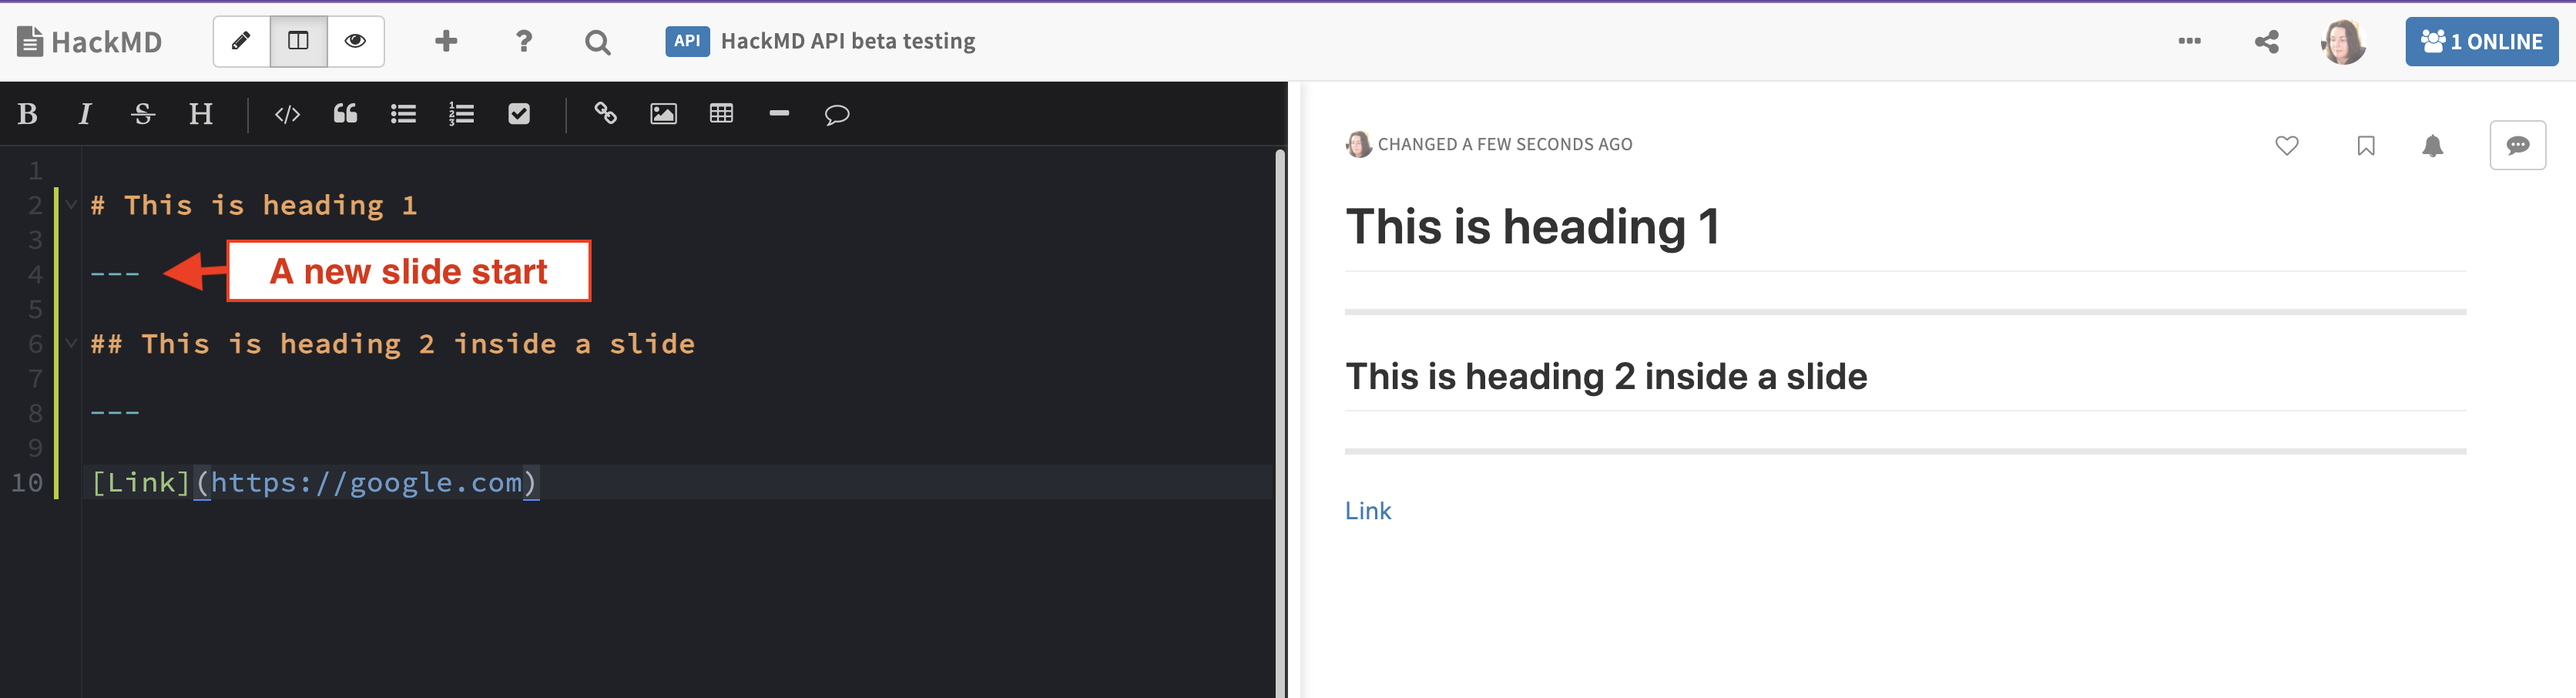 HackMD
API HackMD API beta testing
1 ONLINE
B I S H
1
2 # This is heading 1
3
4 ---
A new slide start
5
6 ## This is heading 2 inside a slide
7
8 ---
9
10 [Link](https://google.com)
CHANGED A FEW SECONDS AGO
This is heading 1
This is heading 2 inside a slide
Link